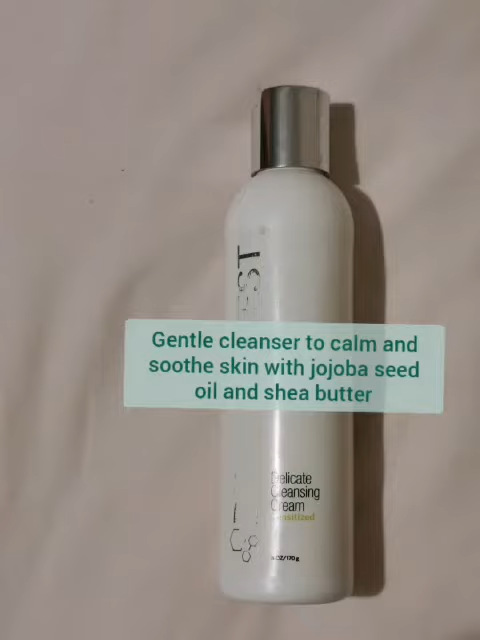 Gentle cleanser to calm and
soothe skin with jojoba seed
oil and shea butter
Delicate
Cleansing
Cream